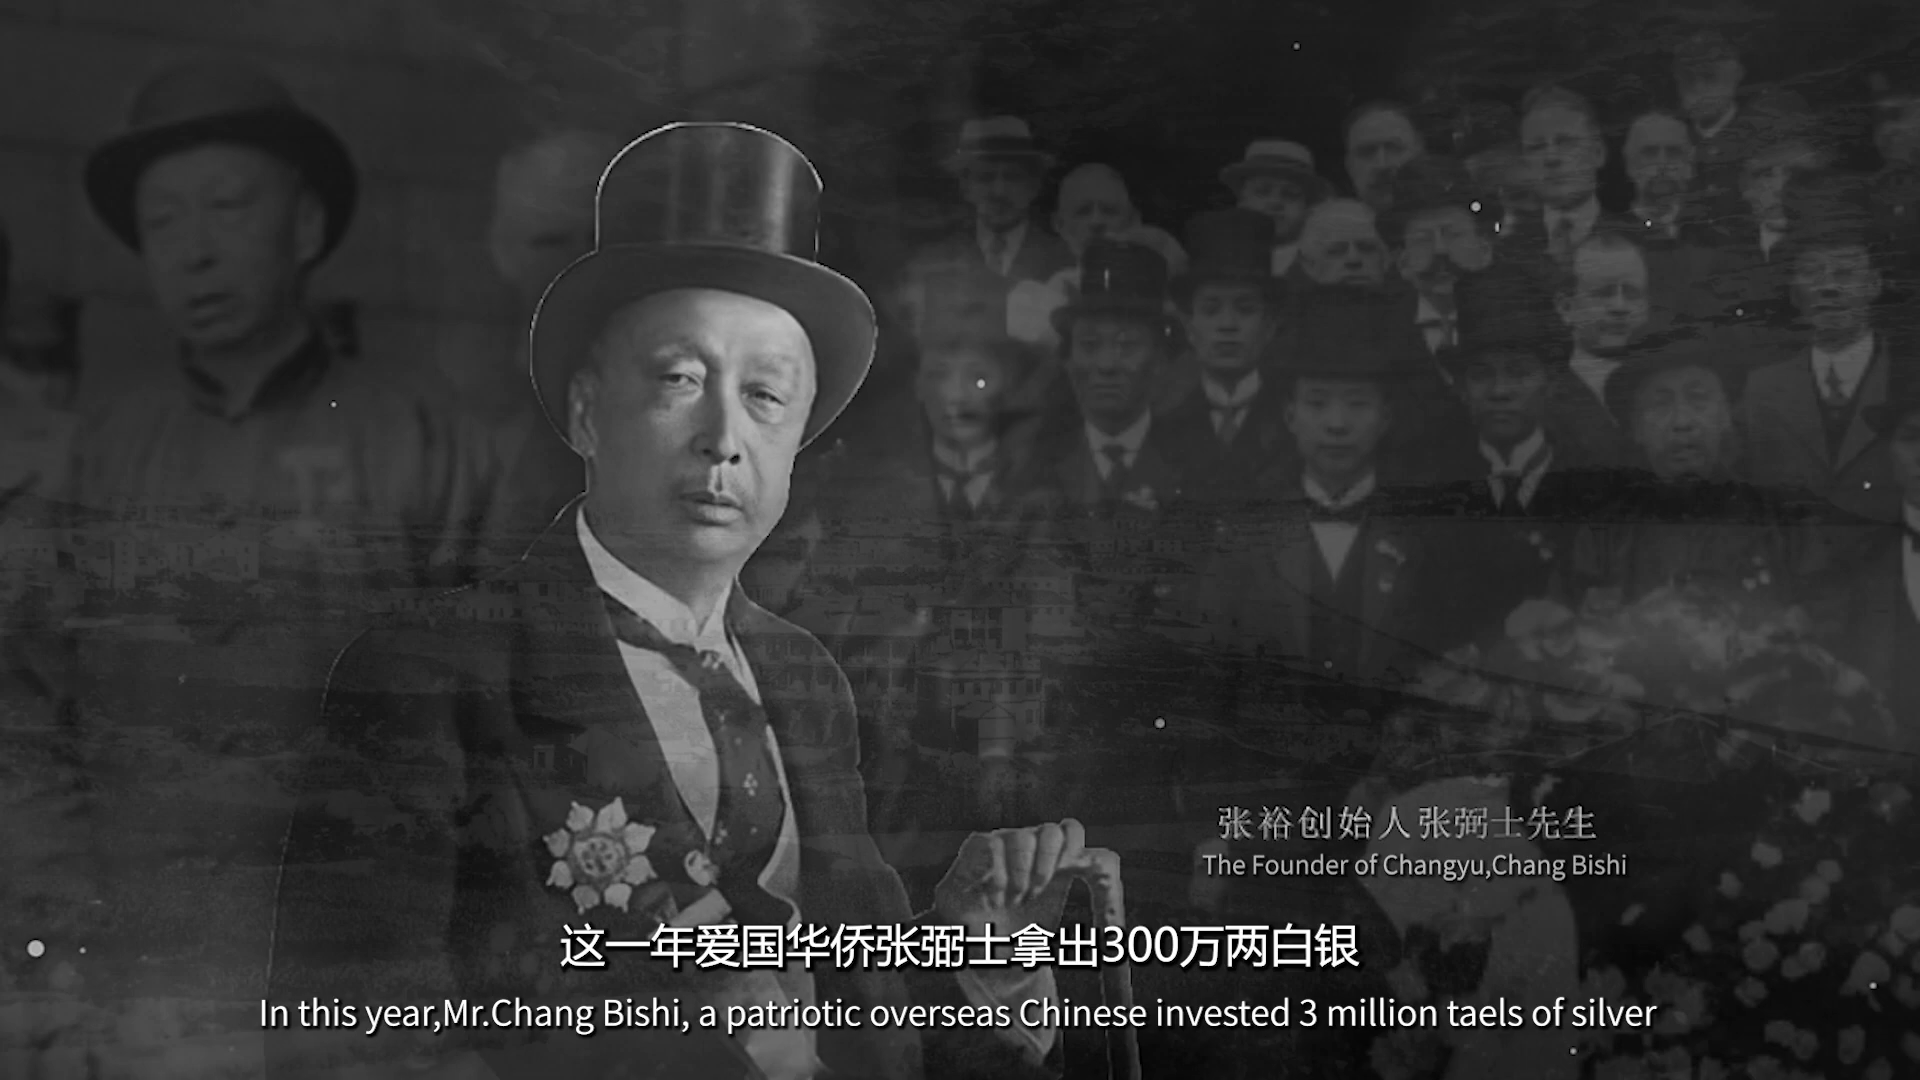 张裕创始人张弼士先生
The Founder of Changyu,Chang Bishi
这一年爱国华侨张弼士拿出300万两白银
In this year,Mr.Chang Bishi, a patriotic overseas Chinese invested 3 million taels of silver